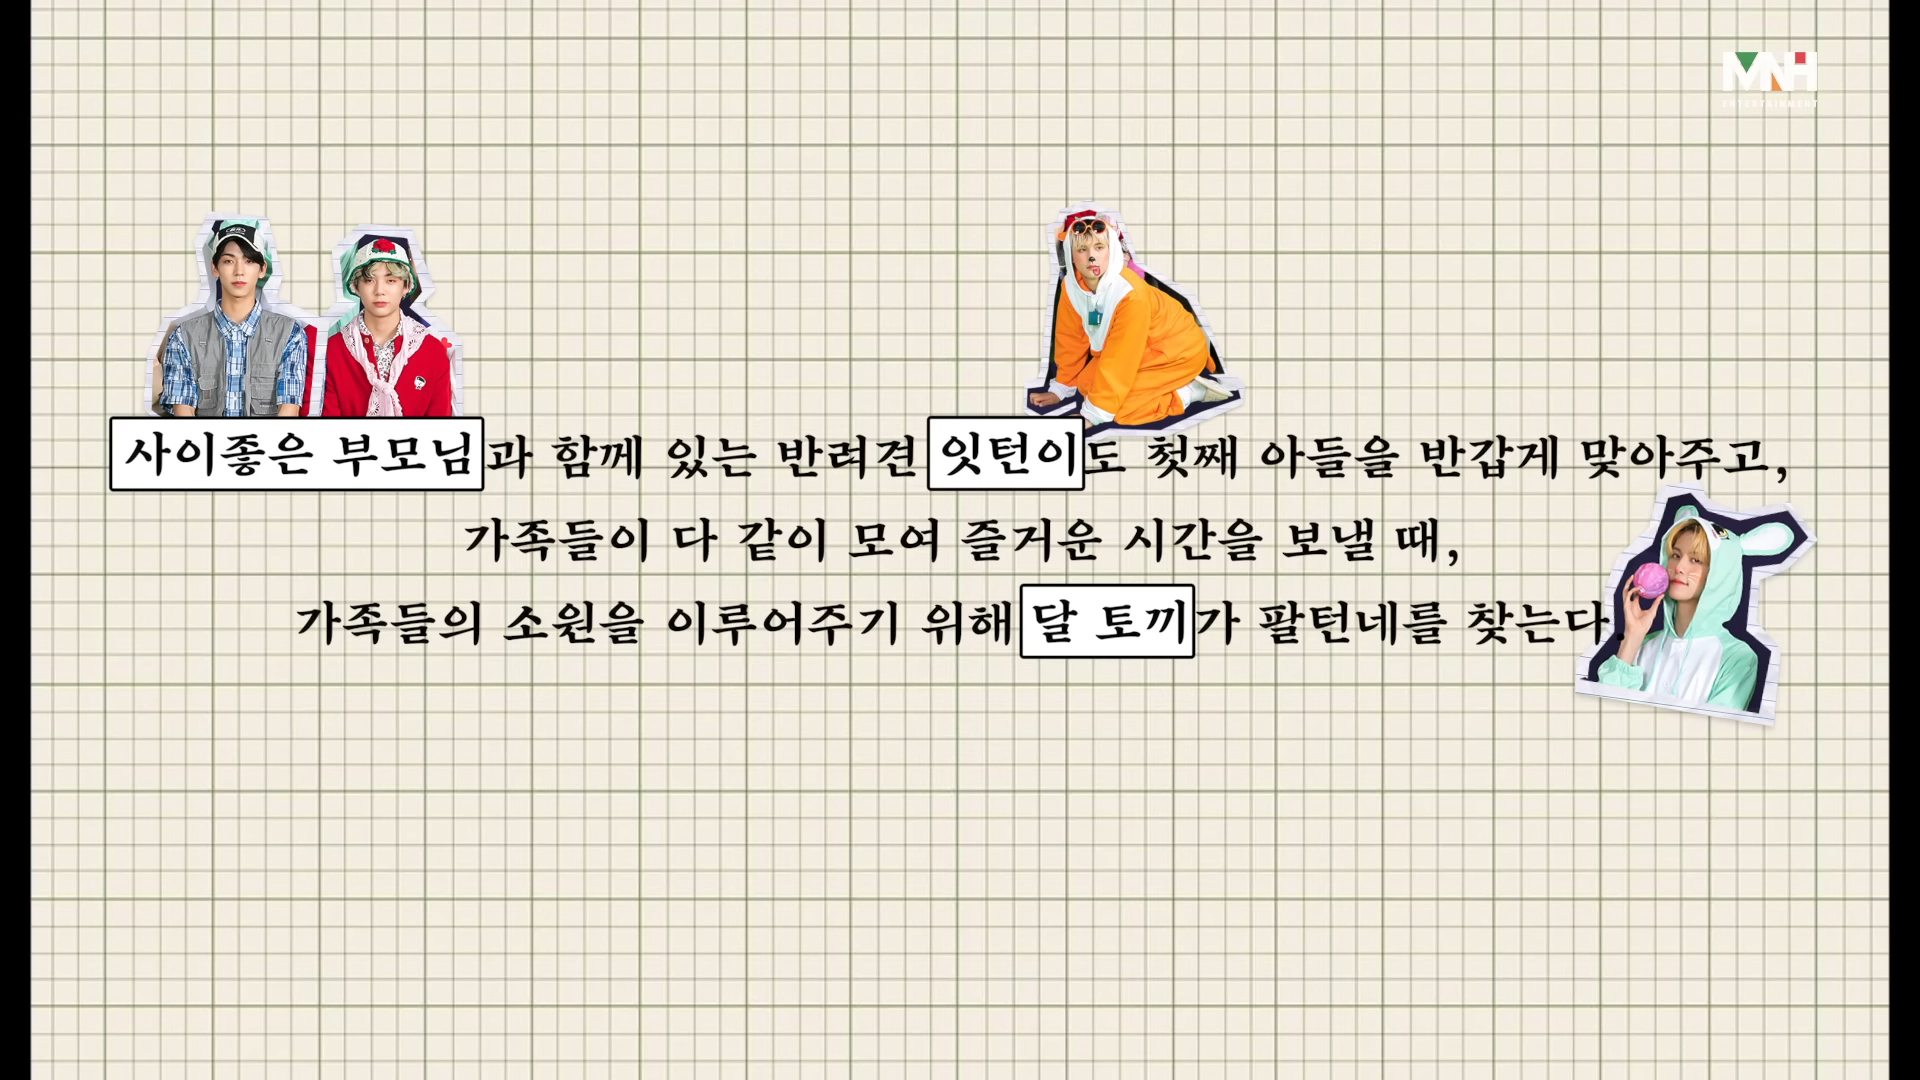 MNH
ENTERTAINMENT
사이좋은 부모님과 함께 있는 반려견 잇턴이도 첫째 아들을 반갑게 맞아주고,
가족들이 다 같이 모여 즐거운 시간을 보낼 때,
가족들의 소원을 이루어주기 위해 달 토끼가 팔턴네를 찾는다.